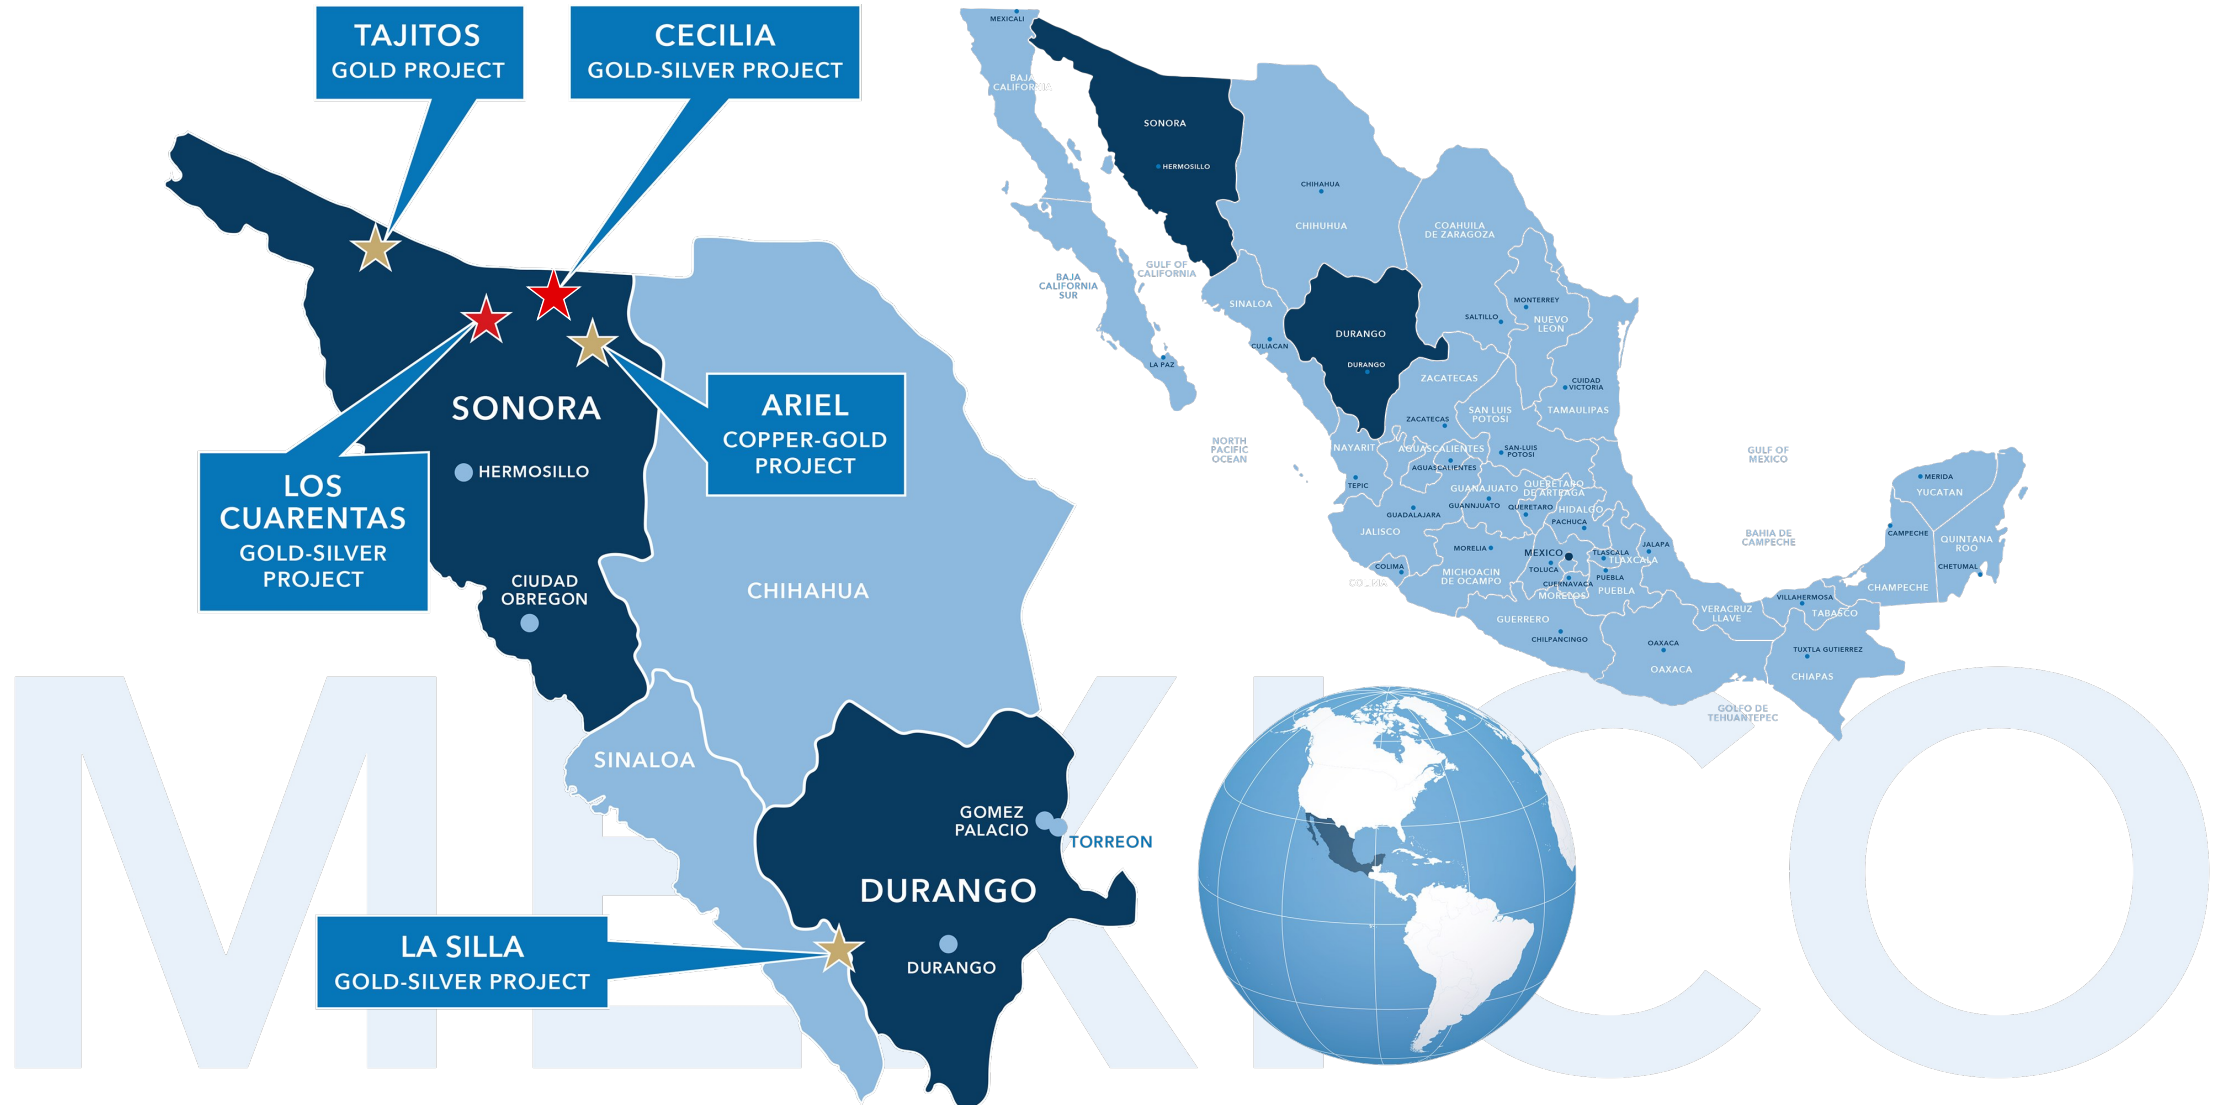 TAJITOS
GOLD PROJECT
CECILIA
GOLD-SILVER PROJECT
SONORA
HERMOSILLO
ARIEL
COPPER-GOLD
PROJECT
LOS
CUARENTAS
GOLD-SILVER
PROJECT
CIUDAD
OBREGON
CHIHAHUA
SINALOA
GOMEZ
PALACIO
TORREON
DURANGO
DURANGO
LA SILLA
GOLD-SILVER PROJECT
MEXICO
MEXICALI
BAJA
CALIFORNIA
SONORA
HERMOSILLO
CHIHAHUA
CHIHUHUA
COAHUILA
DE ZARAGOZA
GULF OF
CALIFORNIA
BAJA
CALIFORNIA
SUR
SINALOA
CULIACAN
LA PAZ
DURANGO
DURANGO
MONTERREY
SALTILLO
NUEVO
LEON
ZACATECAS
ZACATECAS
CUIDAD
VICTORIA
SAN LUIS
POTOSI
TAMAULIPAS
NORTH
PACIFIC
OCEAN
NAYARIT
AGUASCALIENTES
AGUASCALIENTES
SAN-LUIS
POTOSI
TEPIC
GUANAJUATO
QUERETARO
DE ARTEAGA
GUADALAJARA
GUANNJUATO
QUERETARO
HIDALGO
PACHUCA
JALISCO
MORELIA
MEXICO
TLASCALA
TLAXCALA
JALAPA
COLIMA
COLIMA
MICHOACIN
DE OCAMPO
TOLUCA
CUERNAVACA
PUEBLA
MORELOS
PUEBLA
GUERRERO
CHILPANCINGO
OAXACA
OAXACA
VERACRUZ
LLAVE
GULF OF
MEXICO
BAHIA DE
CAMPECHE
MERIDA
YUCATAN
CAMPECHE
QUINTANA
ROO
CHETUMAL
CHAMPECHE
VILLAHERMOSA
TABASCO
TUXTLA GUTIERREZ
CHIAPAS
GOLFO DE
TEHUANTEPEC